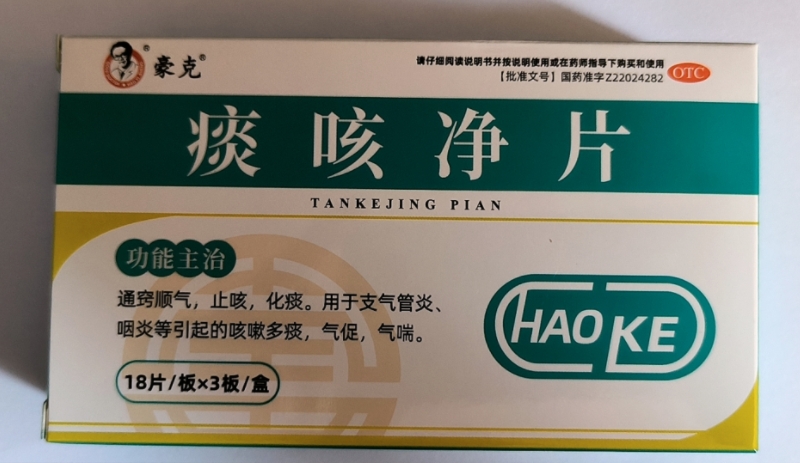 豪克®
请仔细阅读说明书并按说明使用或在药师指导下购买和使用
【批准文号】国药准字Z22024282
OTC
痰咳净片
TANKEJING PIAN
功能主治
通窍顺气，止咳，化痰。用于支气管炎、
咽炎等引起的咳嗽多痰，气促，气喘。
18片/板×3板/盒
HAO KE